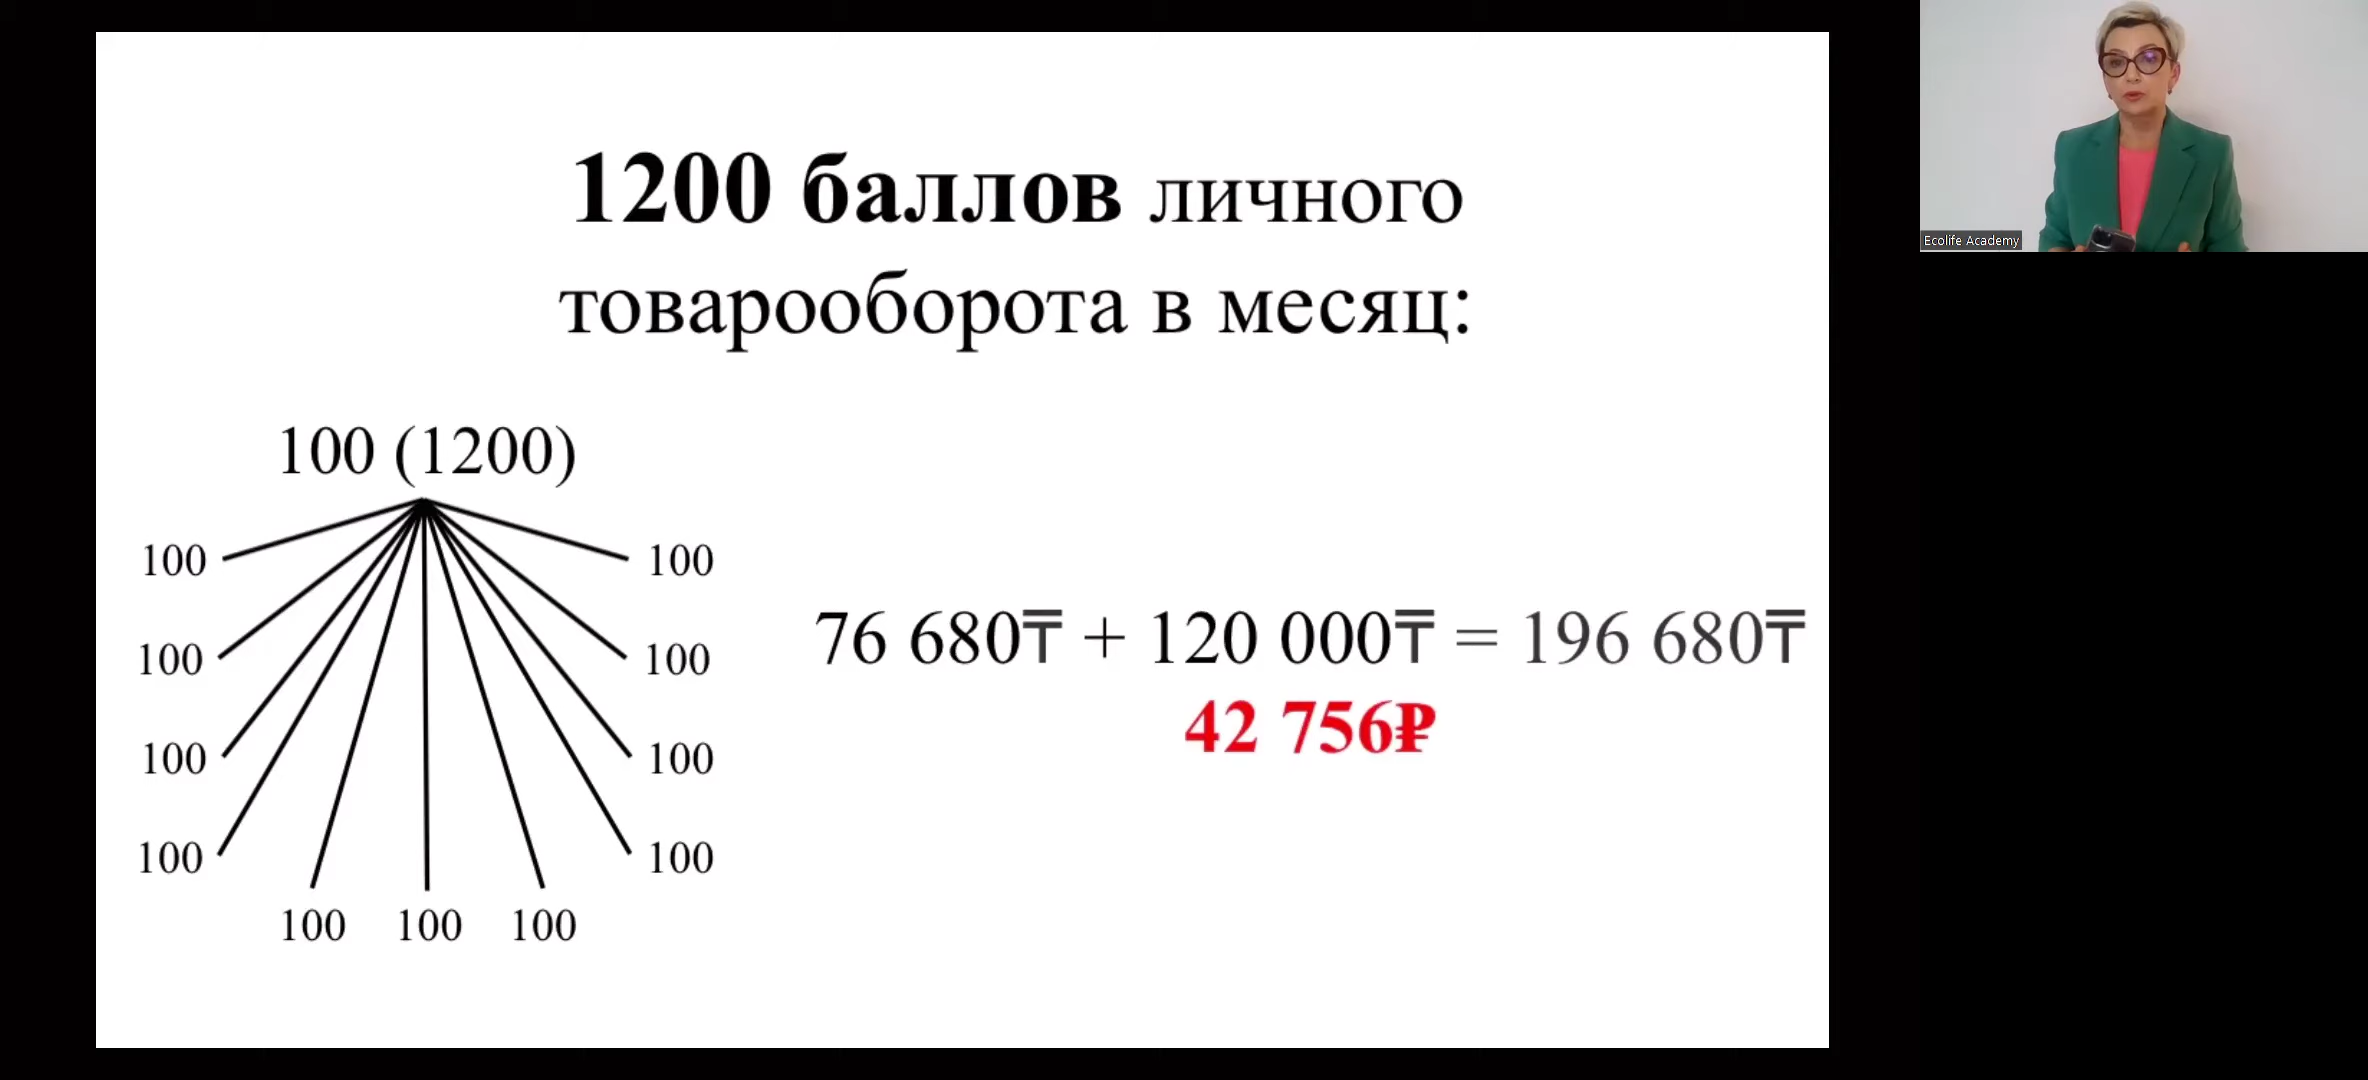 1200 баллов личного
товарооборота в месяц:
100 (1200)
100
100
100
100
100
100
100
100
100 100 100
76 680₸ + 120 000₸ = 196 680₸
42 756₽
Ecolife Academy